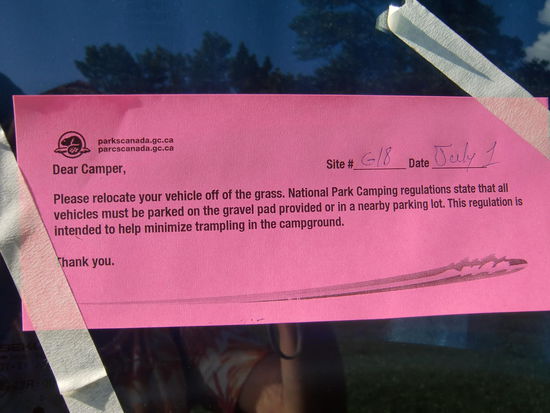 parkscanada.gc.ca
parcscanada.gc.ca
Dear Camper,
Site # G18 Date July 1
Please relocate your vehicle off of the grass. National Park Camping regulations state that all
vehicles must be parked on the gravel pad provided or in a nearby parking lot. This regulation is
intended to help minimize trampling in the campground.
Thank you.